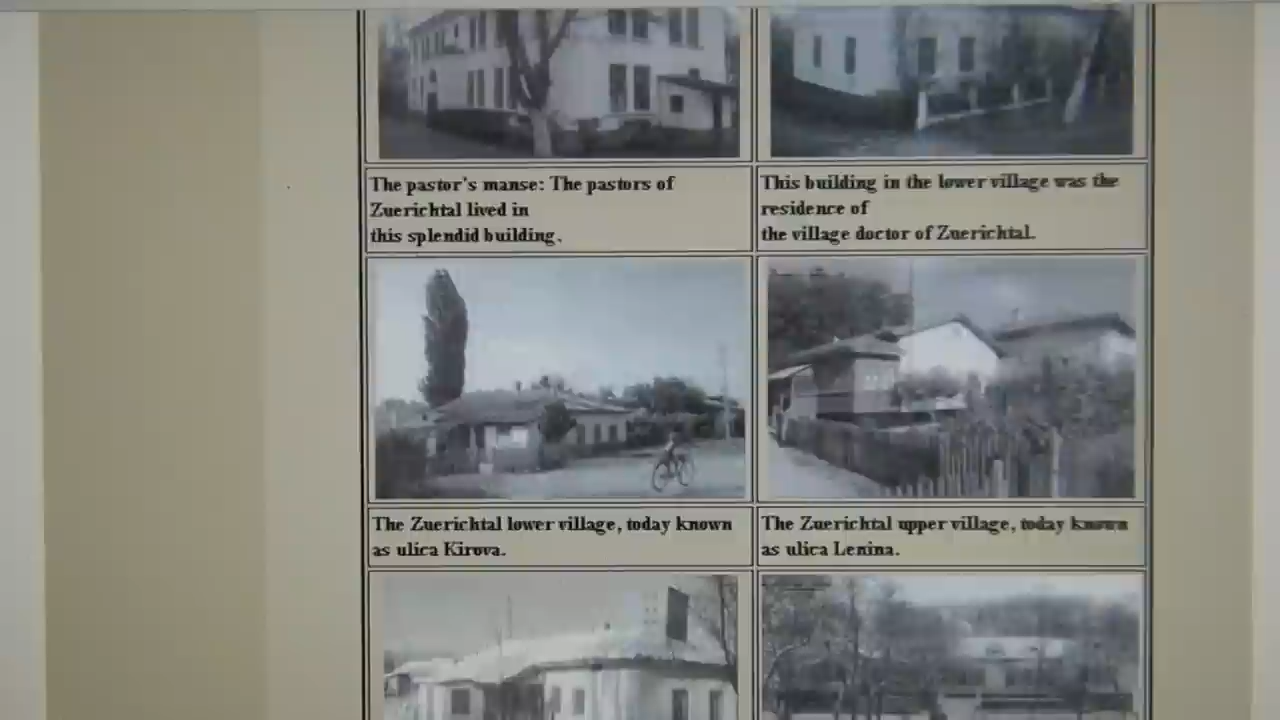 The pastor's manse: The pastors of
Zuerichtal lived in
this splendid building.
This building in the lower village was the
residence of
the village doctor of Zuerichtal.
The Zuerichtal lower village, today known
as ulica Kirova.
The Zuerichtal upper village, today known
as ulica Lenina.